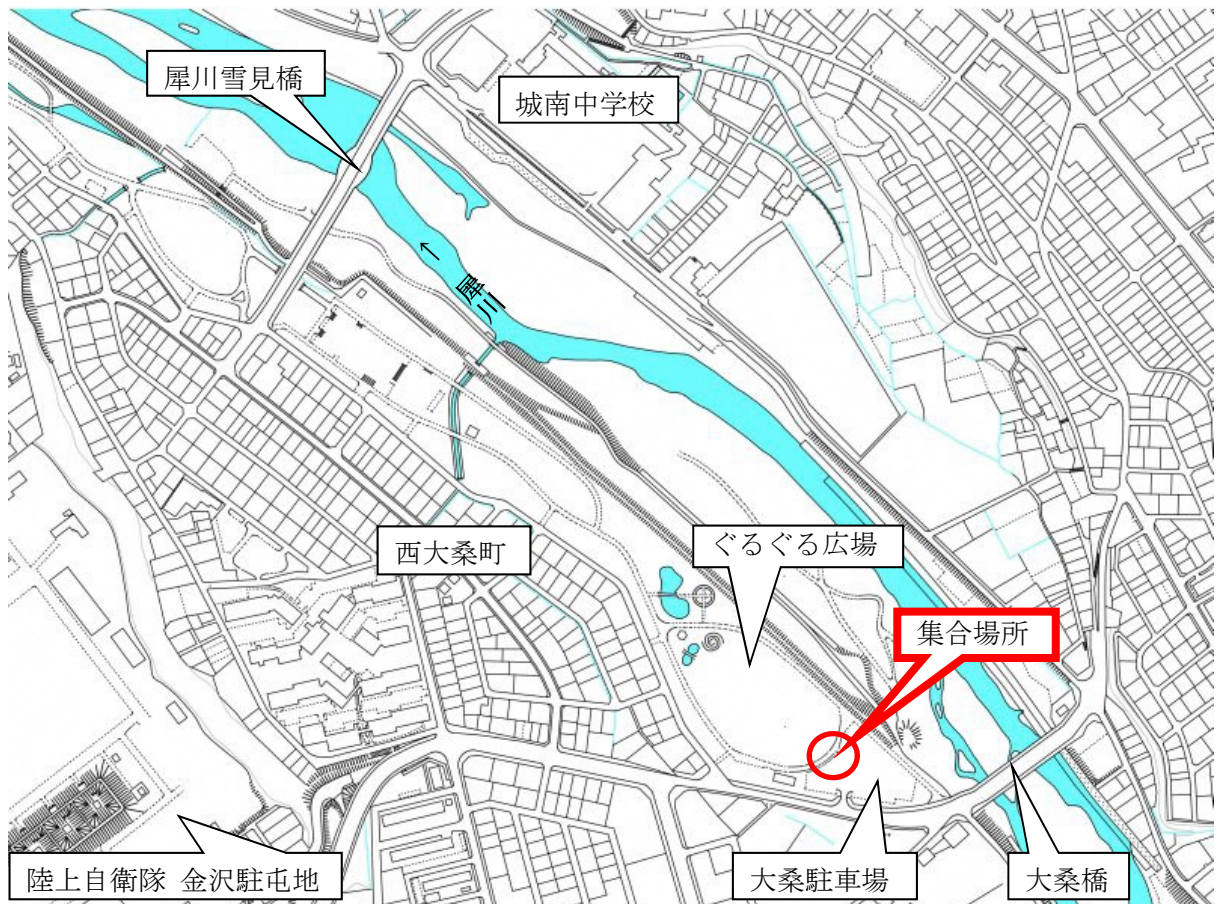 犀川雪見橋
城南中学校
←
犀川
西大桑町
ぐるぐる広場
集合場所
陸上自衛隊 金沢駐屯地
大桑駐車場
大桑橋